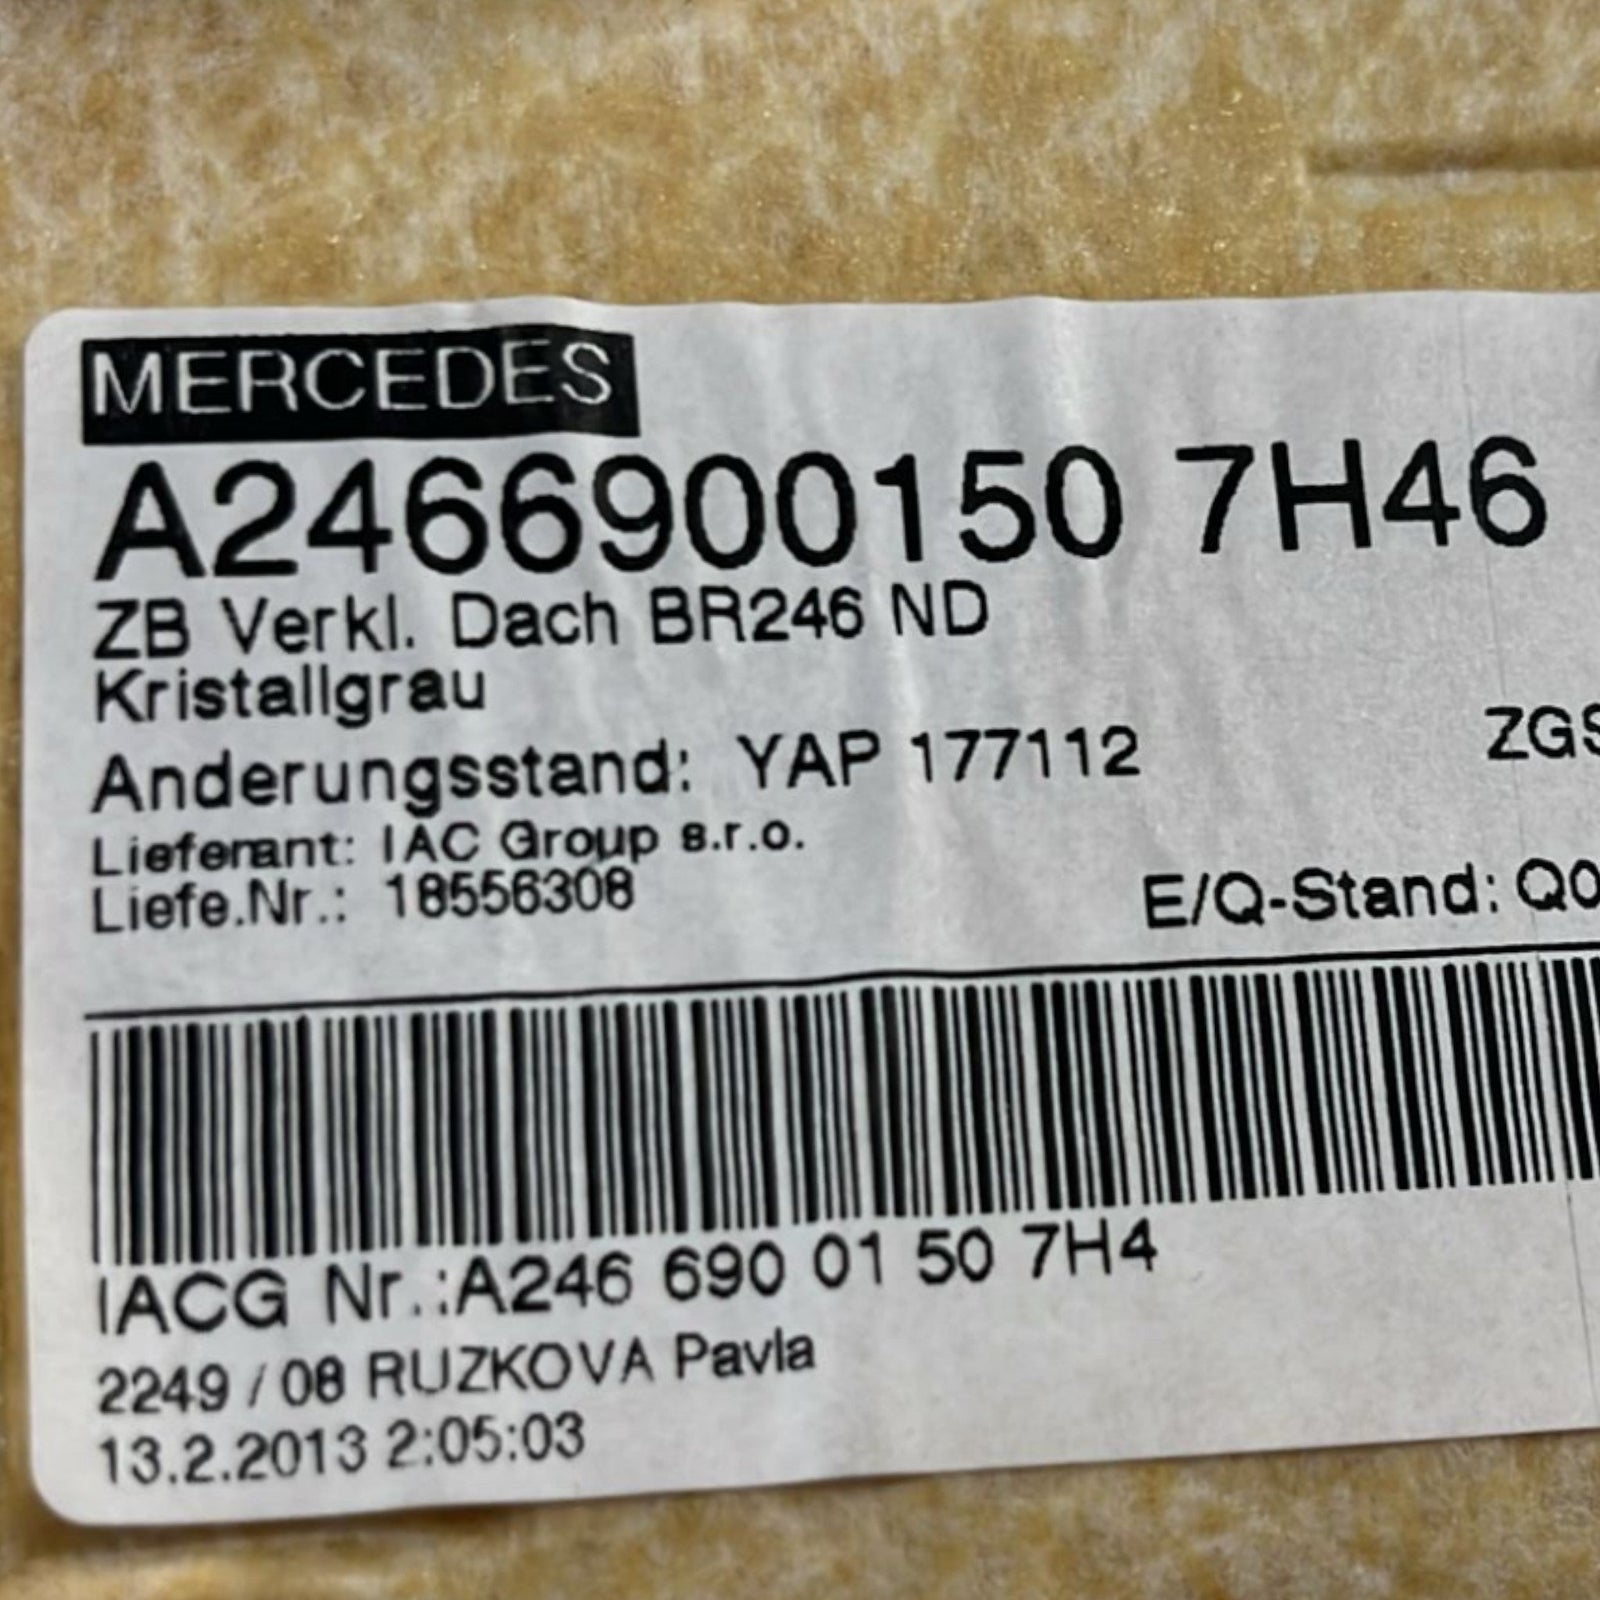 MERCEDES
A2466900150 7H46
ZB Verkl. Dach BR246 ND
Kristallgrau
Anderungsstand: YAP 177112
ZGS
Lieferant: IAC Group s.r.o.
Liefe.Nr.: 18556308
E/Q-Stand: Q0
IACG Nr.:A246 690 01 50 7H4
2249 / 08 RUZKOVA Pavla
13.2.2013 2:05:03